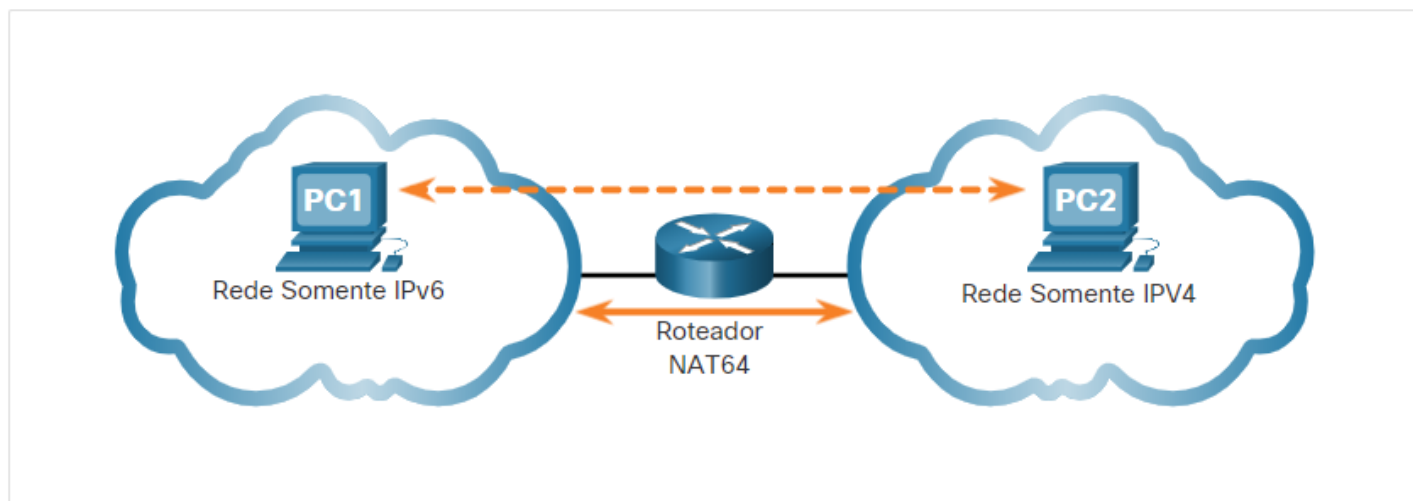 PC1
PC2
Rede Somente IPv6
Rede Somente IPV4
Roteador
NAT64